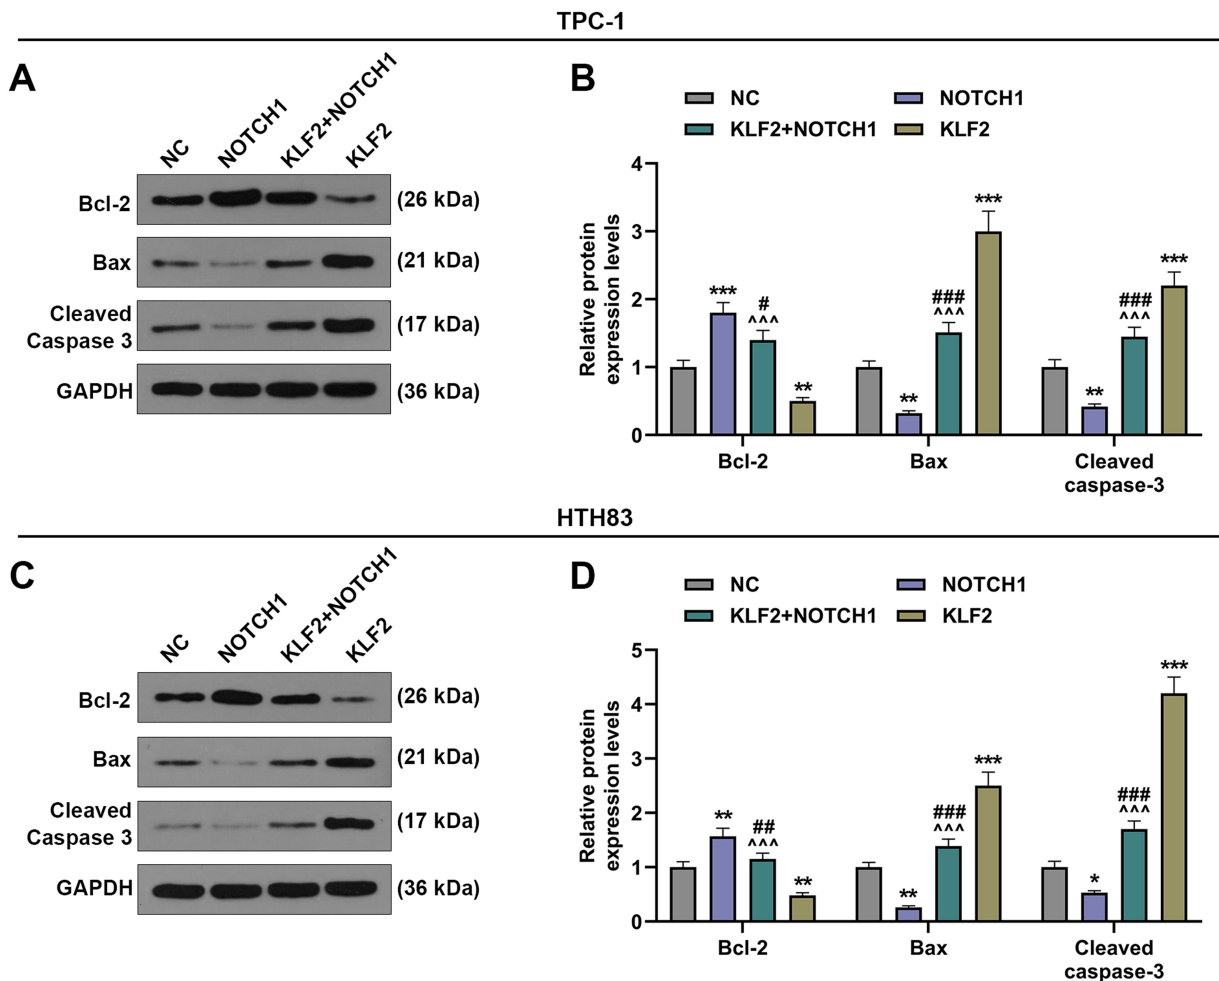 TPC-1
A
NC
NOTCH1
KLF2+NOTCH1
KLF2
Bcl-2
(26 kDa)
Bax
(21 kDa)
Cleaved
Caspase 3
(17 kDa)
GAPDH
(36 kDa)
B
NC
NOTCH1
KLF2+NOTCH1
KLF2
Relative protein
expression levels
4
3
2
1
0
***
#
^^^
**
**
###
^^^
***
**
###
^^^
***
Bcl-2
Bax
Cleaved
caspase-3
HTH83
C
NC
NOTCH1
KLF2+NOTCH1
KLF2
Bcl-2
(26 kDa)
Bax
(21 kDa)
Cleaved
Caspase 3
(17 kDa)
GAPDH
(36 kDa)
D
NC
NOTCH1
KLF2+NOTCH1
KLF2
Relative protein
expression levels
5
4
3
2
1
0
**
##
^^^
**
**
###
^^^
***
*
###
^^^
***
Bcl-2
Bax
Cleaved
caspase-3